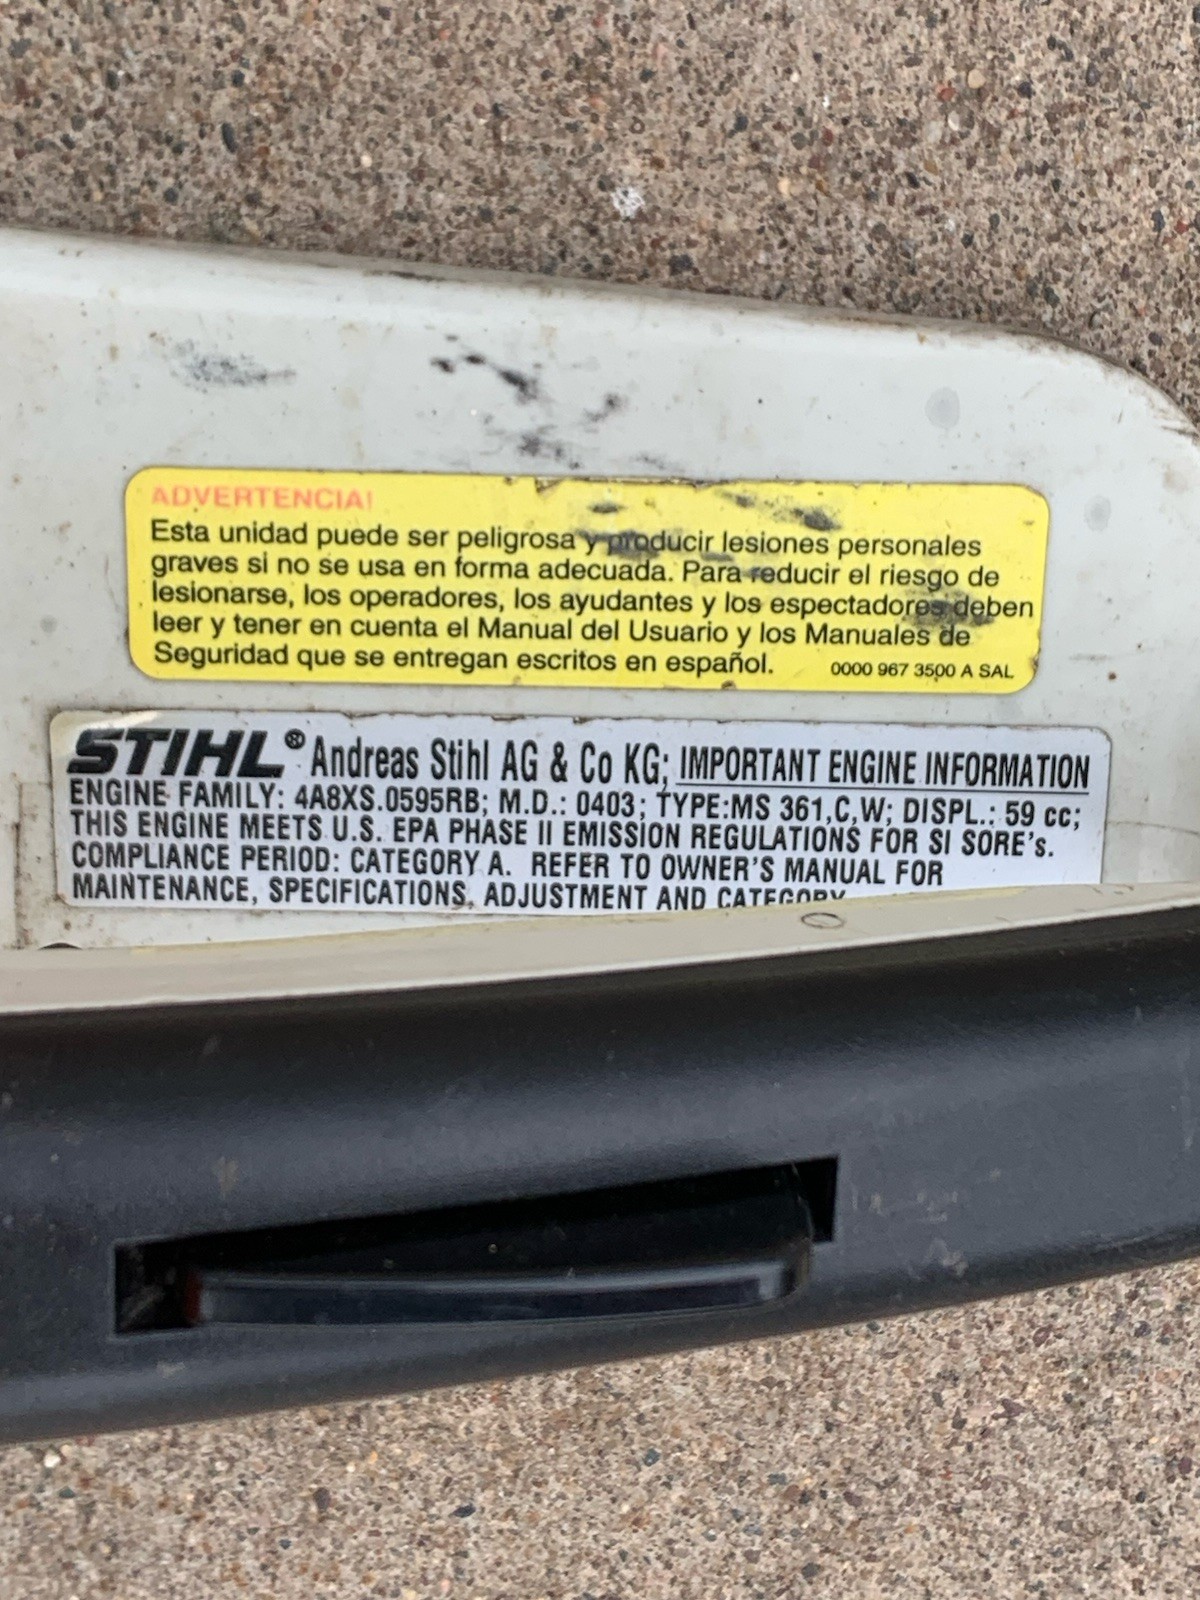 ADVERTENCIA!
Esta unidad puede ser peligrosa y producir lesiones personales
graves si no se usa en forma adecuada. Para reducir el riesgo de
lesionarse, los operadores, los ayudantes y los espectadores deben
leer y tener en cuenta el Manual del Usuario y los Manuales de
Seguridad que se entregan escritos en español. 0000 967 3500 A SAL
STIHL® Andreas Stihl AG & Co KG; IMPORTANT ENGINE INFORMATION
ENGINE FAMILY: 4A8XS.0595RB; M.D.: 0403; TYPE:MS 361,C,W; DISPL.: 59 cc;
THIS ENGINE MEETS U.S. EPA PHASE II EMISSION REGULATIONS FOR SI SORE's.
COMPLIANCE PERIOD: CATEGORY A. REFER TO OWNER'S MANUAL FOR
MAINTENANCE, SPECIFICATIONS, ADJUSTMENT AND CATEGORY